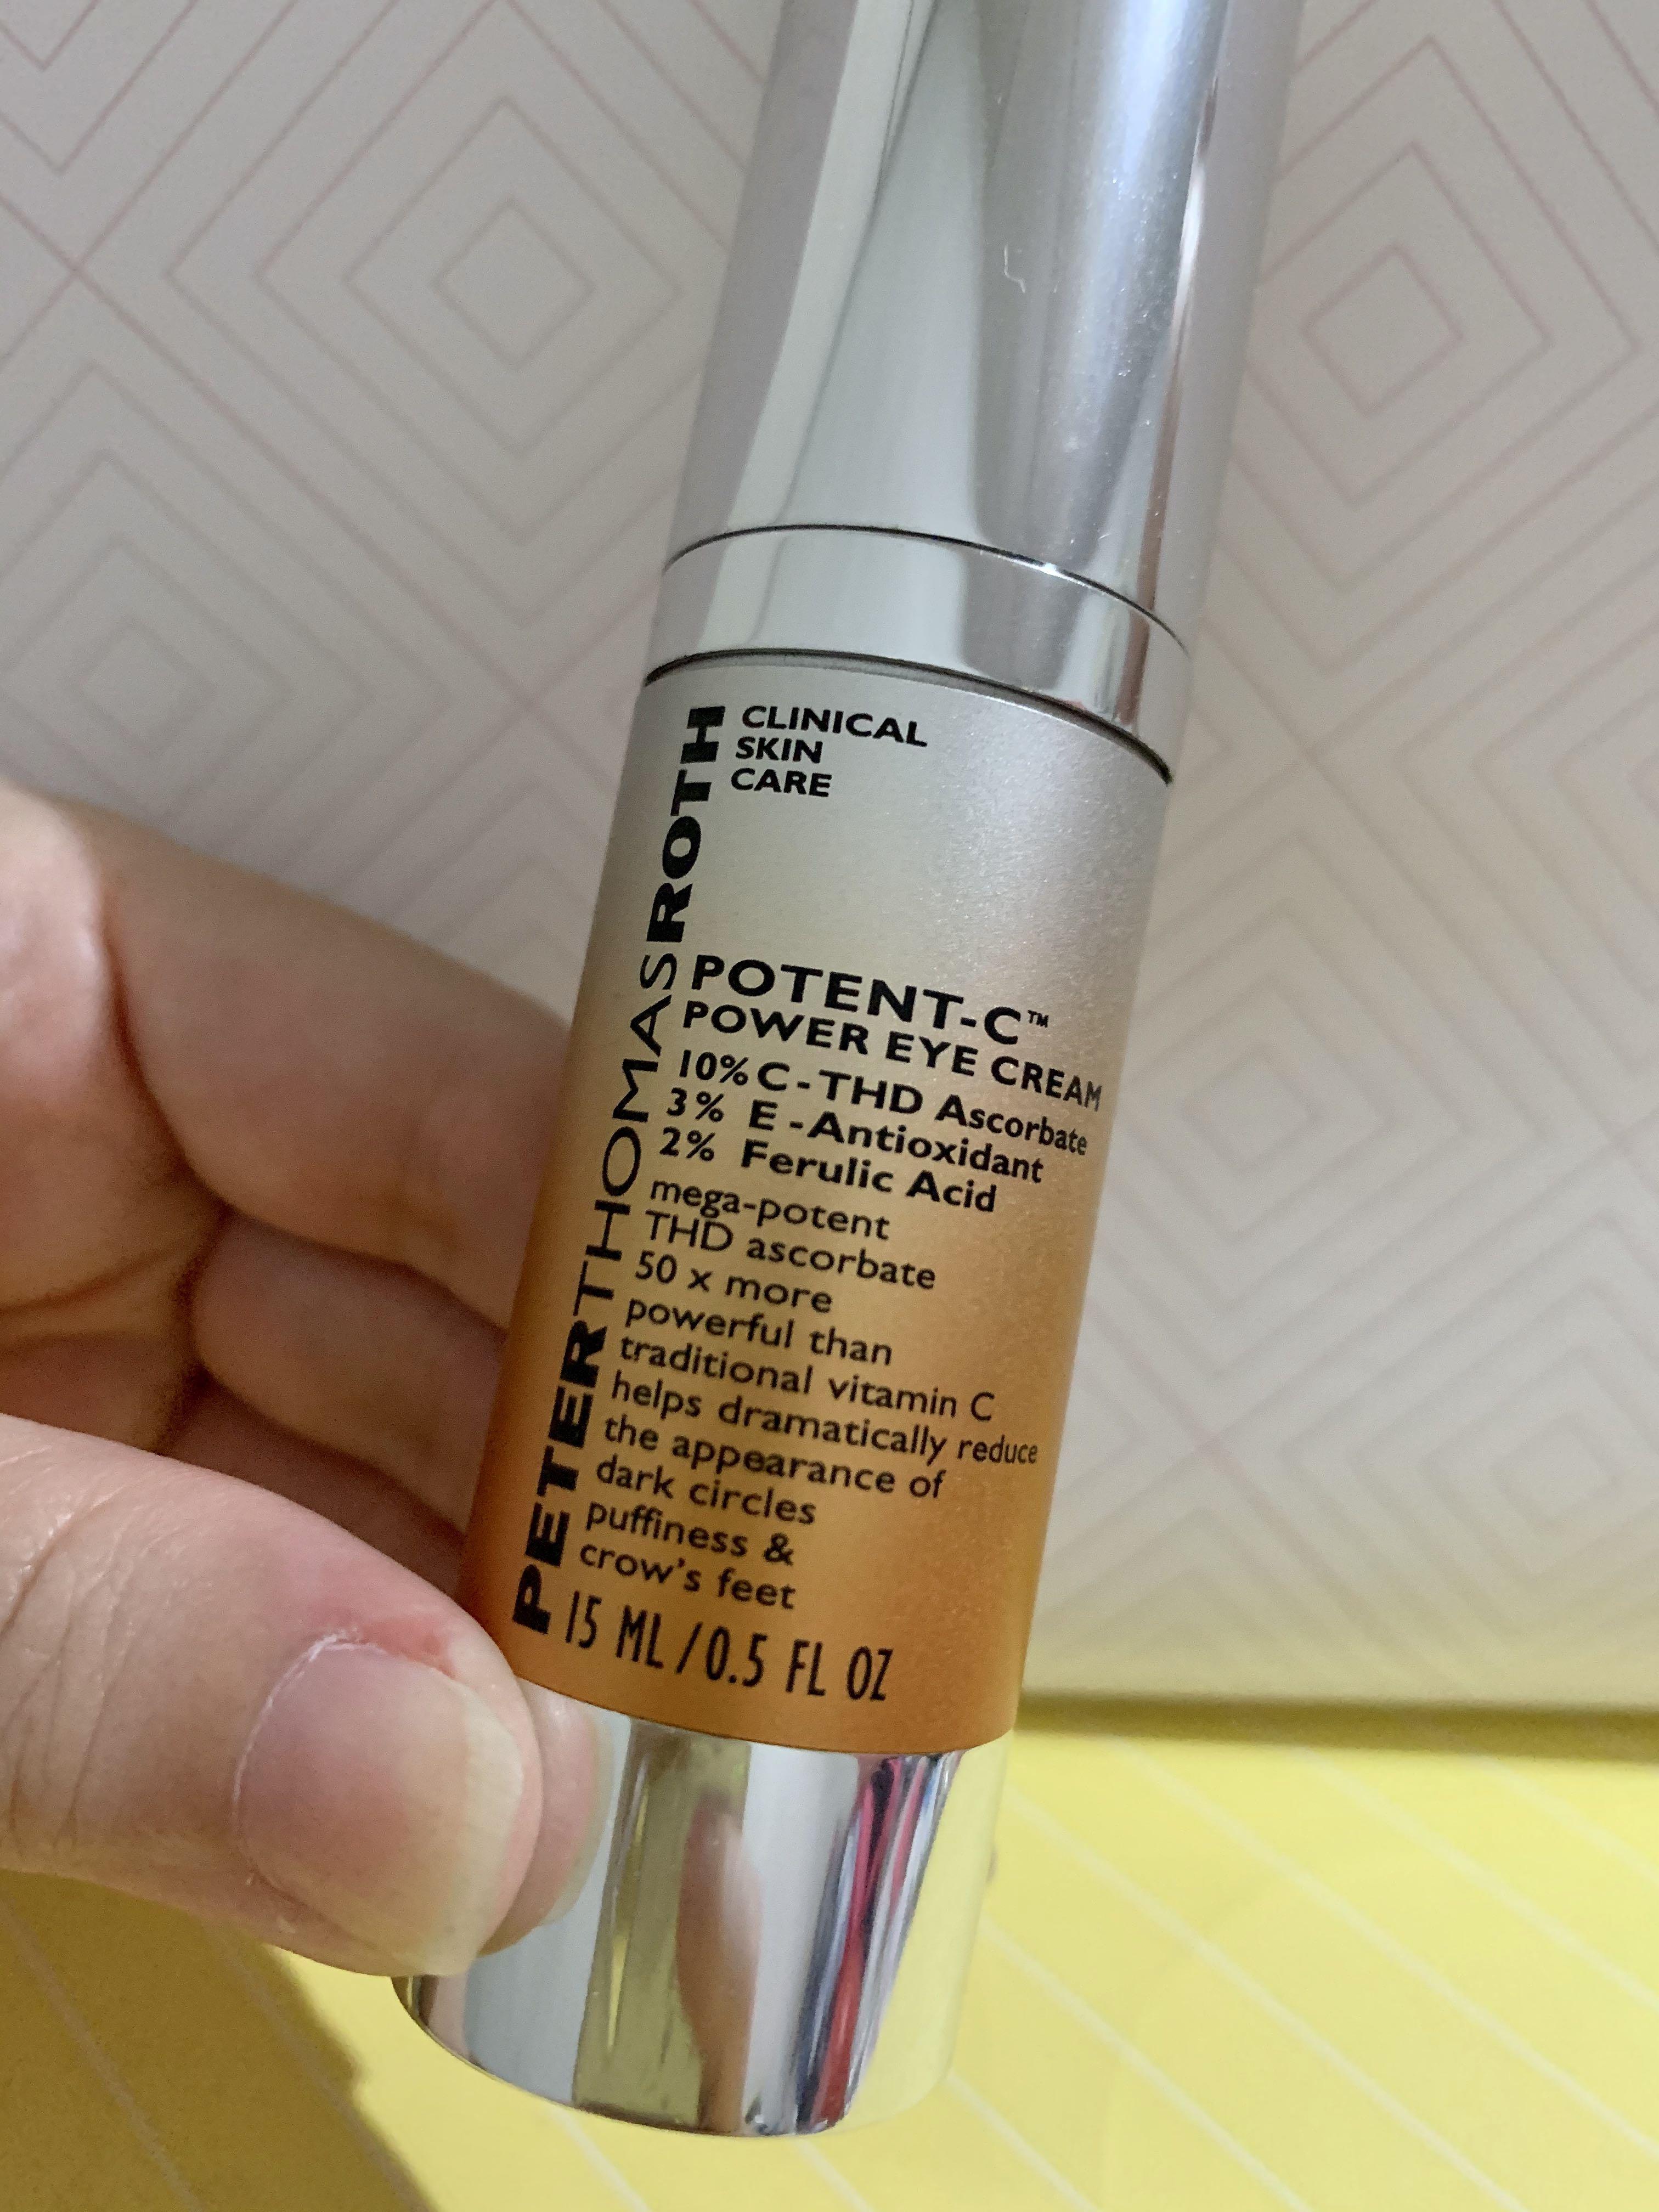 PETER THOMAS ROTH
CLINICAL
SKIN
CARE
POTENT-C™
POWER EYE CREAM
10% C-THD Ascorbate
3% E-Antioxidant
2% Ferulic Acid
mega-potent
THD ascorbate
50 x more
powerful than
traditional vitamin C
helps dramatically reduce
the appearance of
dark circles
puffiness &
crow's feet
15 ML/0.5 FL OZ